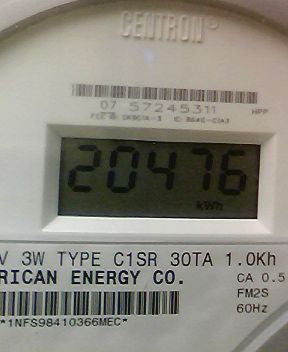 CENTRON®
07 57245311 HPP
20476
kWh
V 3W TYPE C1SR 30TA 1.0Kh
RICAN ENERGY CO. CA 0.5
FM2S
60Hz
*1NFS98410366MEC*